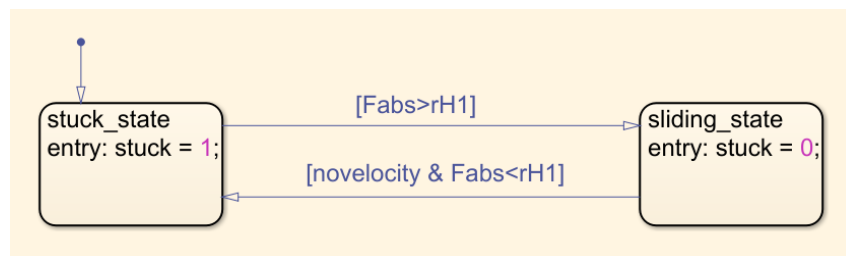 [Fabs>rH1]
stuck_state
entry: stuck = 1;
sliding_state
entry: stuck = 0;
[novelocity & Fabs<rH1]